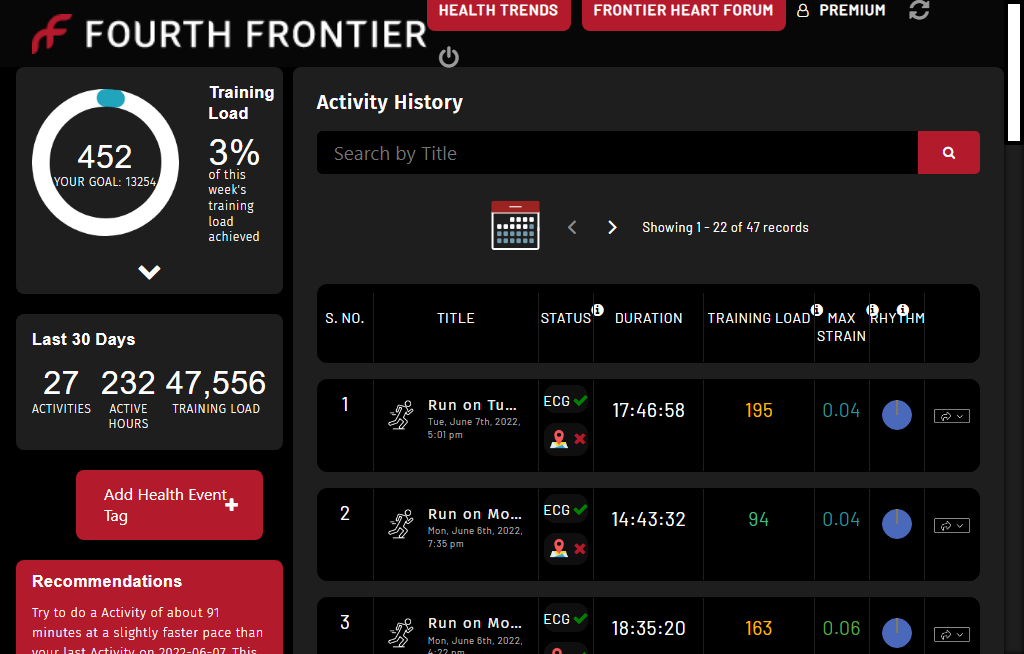 FOURTH FRONTIER
HEALTH TRENDS
FRONTIER HEART FORUM
PREMIUM
Training
Load
452
YOUR GOAL: 13254
3%
of this
week's
training
load
achieved
Last 30 Days
27 232 47,556
ACTIVITIES ACTIVE HOURS TRAINING LOAD
Add Health Event
Tag
Recommendations
Try to do a Activity of about 91
minutes at a slightly faster pace than
your last Activity on 2022-06-07. This
Activity History
Search by Title
Showing 1 - 22 of 47 records
S. NO. TITLE STATUS DURATION TRAINING LOAD MAX STRAIN RHYTHM
1 Run on Tu... ECG 17:46:58 195 0.04
Tue, June 7th, 2022,
5:01 pm
2 Run on Mo... ECG 14:43:32 94 0.04
Mon, June 6th, 2022,
7:35 pm
3 Run on Mo... ECG 18:35:20 163 0.06
Mon, June 6th, 2022,
4:22 pm